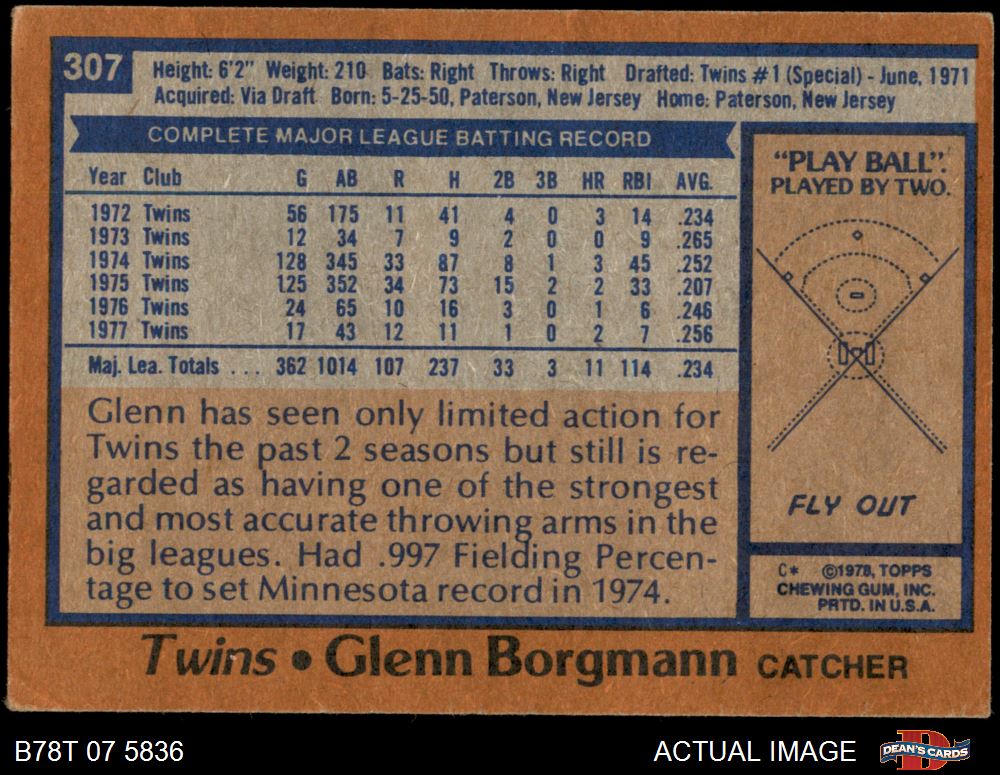 307
Height: 6'2" Weight: 210 Bats: Right Throws: Right Drafted: Twins #1 (Special) - June, 1971
Acquired: Via Draft Born: 5-25-50, Paterson, New Jersey Home: Paterson, New Jersey
COMPLETE MAJOR LEAGUE BATTING RECORD
Year Club G AB R H 2B 3B HR RBI AVG.
1972 Twins 56 175 11 41 4 0 3 14 .234
1973 Twins 12 34 7 9 2 0 0 9 .265
1974 Twins 128 345 33 87 8 1 3 45 .252
1975 Twins 125 352 34 73 15 2 2 33 .207
1976 Twins 24 65 10 16 3 0 1 6 .246
1977 Twins 17 43 12 11 1 0 2 7 .256
Maj. Lea. Totals . . . 362 1014 107 237 33 3 11 114 .234
Glenn has seen only limited action for
Twins the past 2 seasons but still is re-
garded as having one of the strongest
and most accurate throwing arms in the
big leagues. Had .997 Fielding Percen-
tage to set Minnesota record in 1974.
"PLAY BALL".
PLAYED BY TWO.
FLY OUT
C* ©1978, TOPPS
CHEWING GUM, INC.
PRTD. IN U.S.A.
Twins • Glenn Borgmann CATCHER
B78T 07 5836
ACTUAL IMAGE
DEAN'S CARDS